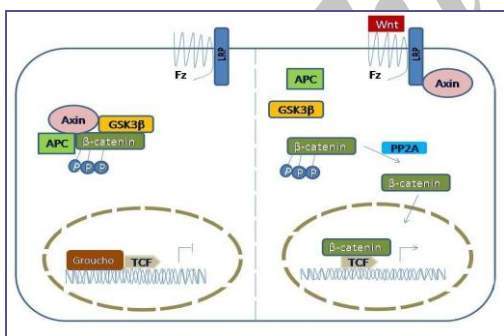 Fz
LRP
Axin
GSK3β
APC
β-catenin
P P P
Groucho
TCF
Wnt
Fz
LRP
Axin
APC
GSK3β
β-catenin
P P P
PP2A
β-catenin
β-catenin
TCF